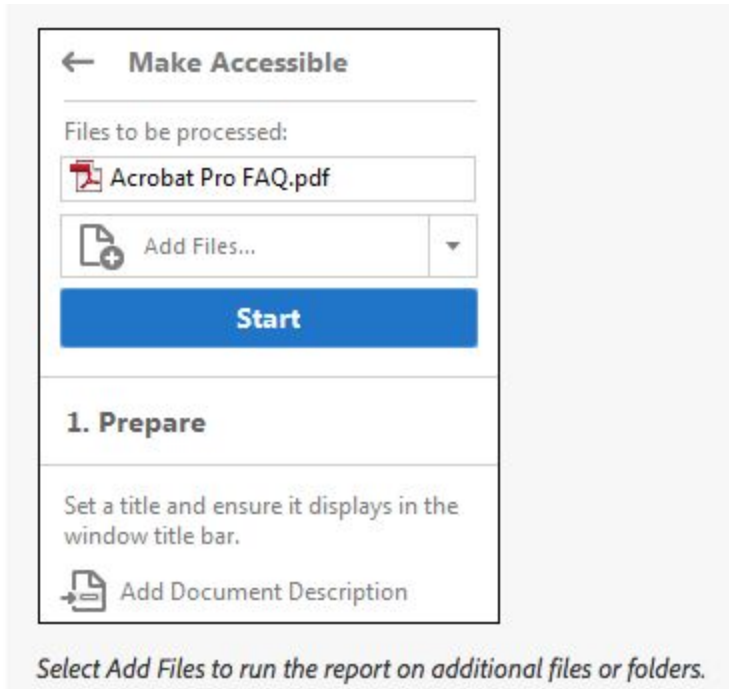 Make Accessible
Files to be processed:
Acrobat Pro FAQ.pdf
Add Files...
Start
1. Prepare
Set a title and ensure it displays in the
window title bar.
Add Document Description
Select Add Files to run the report on additional files or folders.